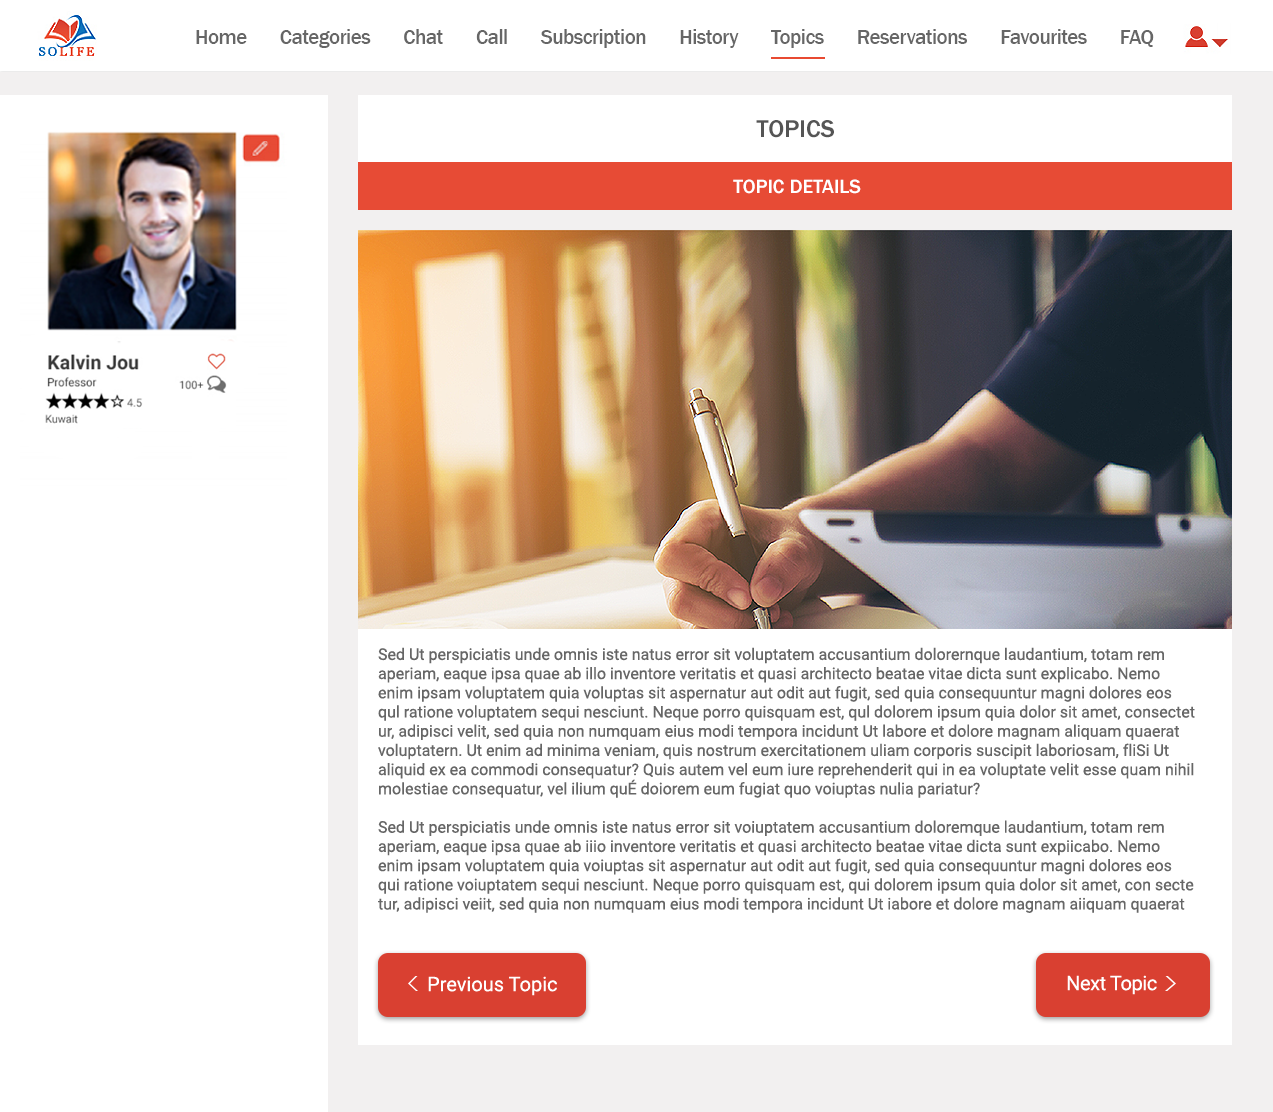 SOLIFE
Home Categories Chat Call Subscription History Topics Reservations Favourites FAQ
Kalvin Jou
Professor
100+
4.5
Kuwait
TOPICS
TOPIC DETAILS
Sed Ut perspiciatis unde omnis iste natus error sit voluptatem accusantium dolorernque laudantium, totam rem
aperiam, eaque ipsa quae ab illo inventore veritatis et quasi architecto beatae vitae dicta sunt explicabo. Nemo
enim ipsam voluptatem quia voluptas sit aspernatur aut odit aut fugit, sed quia consequuntur magni dolores eos
qul ratione voluptatem sequi nesciunt. Neque porro quisquam est, qul dolorem ipsum quia dolor sit amet, consectet
ur, adipisci velit, sed quia non numquam eius modi tempora incidunt Ut labore et dolore magnam aliquam quaerat
voluptatern. Ut enim ad minima veniam, quis nostrum exercitationem uliam corporis suscipit laboriosam, fliSi Ut
aliquid ex ea commodi consequatur? Quis autem vel eum iure reprehenderit qui in ea voluptate velit esse quam nihil
molestiae consequatur, vel ilium quÉ doiorem eum fugiat quo voiuptas nulia pariatur?
Sed Ut perspiciatis unde omnis iste natus error sit voiuptatem accusantium doloremque laudantium, totam rem
aperiam, eaque ipsa quae ab iiio inventore veritatis et quasi architecto beatae vitae dicta sunt expiicabo. Nemo
enim ipsam voluptatem quia voiuptas sit aspernatur aut odit aut fugit, sed quia consequuntur magni dolores eos
qui ratione voiuptatem sequi nesciunt. Neque porro quisquam est, qui dolorem ipsum quia dolor sit amet, con secte
tur, adipisci veiit, sed quia non numquam eius modi tempora incidunt Ut iabore et dolore magnam aiiquam quaerat
Previous Topic
Next Topic